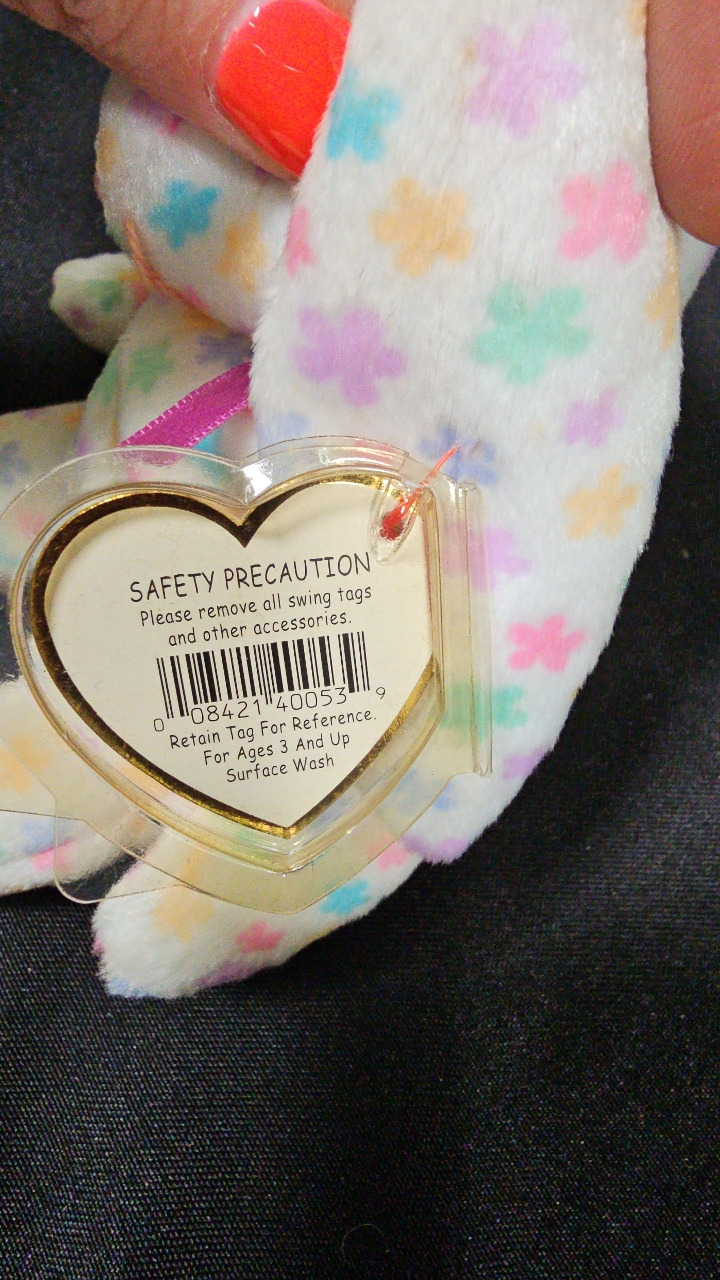 SAFETY PRECAUTION
Please remove all swing tags
and other accessories.
0 08421 40053 9
Retain Tag For Reference.
For Ages 3 And Up
Surface Wash